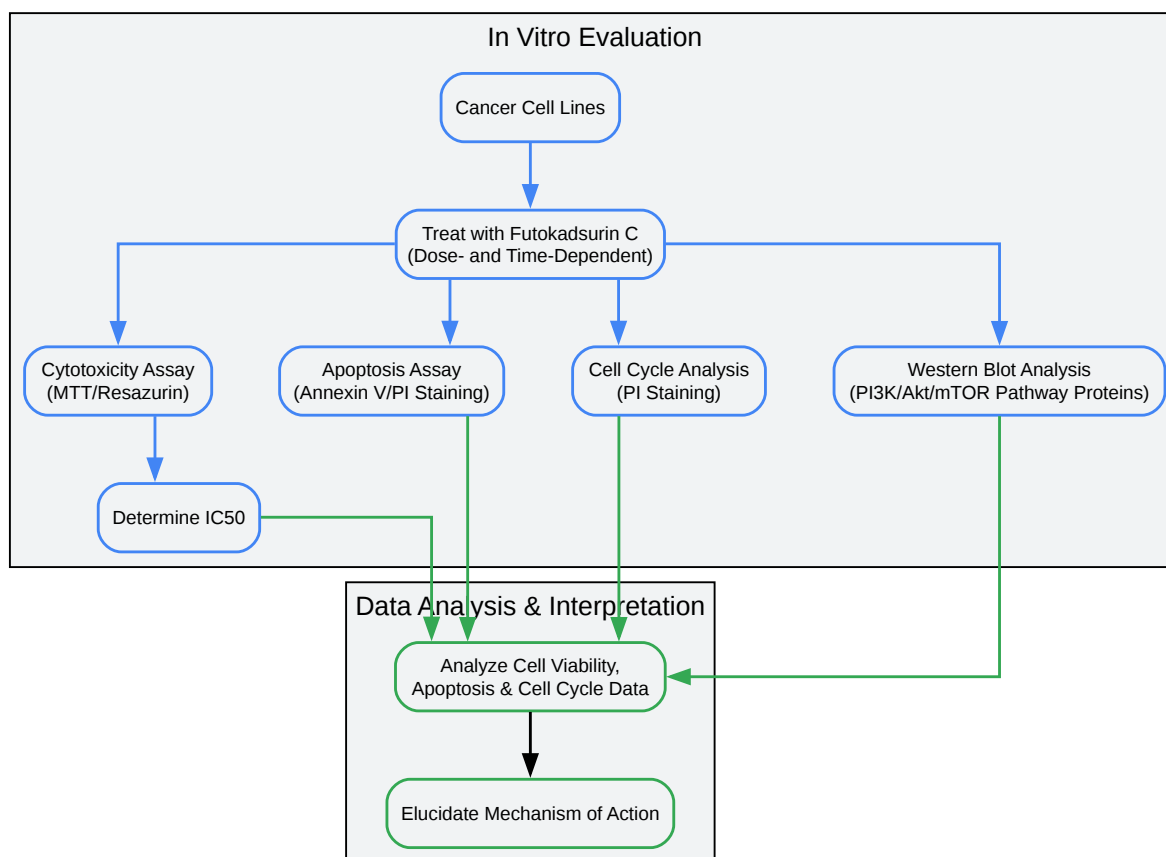 In Vitro Evaluation
Cancer Cell Lines
Treat with Futokadsurin C
(Dose- and Time-Dependent)
Cytotoxicity Assay
(MTT/Resazurin)
Apoptosis Assay
(Annexin V/PI Staining)
Cell Cycle Analysis
(PI Staining)
Western Blot Analysis
(PI3K/Akt/mTOR Pathway Proteins)
Determine IC50
Data Analysis & Interpretation
Analyze Cell Viability,
Apoptosis & Cell Cycle Data
Elucidate Mechanism of Action